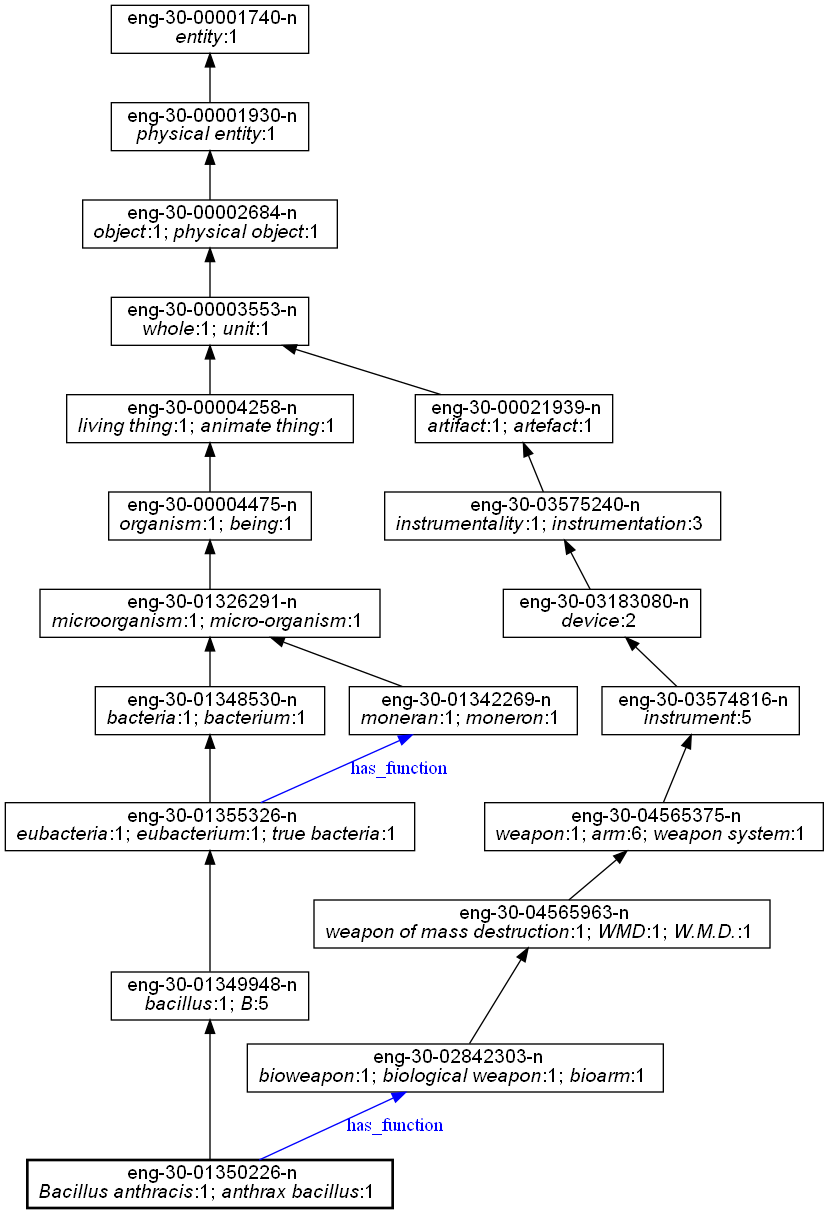 eng-30-00001740-n
entity:1
eng-30-00001930-n
physical entity:1
eng-30-00002684-n
object:1; physical object:1
eng-30-00003553-n
whole:1; unit:1
eng-30-00004258-n
living thing:1; animate thing:1
eng-30-00021939-n
artifact:1; artefact:1
eng-30-00004475-n
organism:1; being:1
eng-30-03575240-n
instrumentality:1; instrumentation:3
eng-30-01326291-n
microorganism:1; micro-organism:1
eng-30-03183080-n
device:2
eng-30-01348530-n
bacteria:1; bacterium:1
eng-30-01342269-n
moneran:1; moneron:1
eng-30-03574816-n
instrument:5
has_function
eng-30-01355326-n
eubacteria:1; eubacterium:1; true bacteria:1
eng-30-04565375-n
weapon:1; arm:6; weapon system:1
eng-30-04565963-n
weapon of mass destruction:1; WMD:1; W.M.D.:1
eng-30-01349948-n
bacillus:1; B:5
eng-30-02842303-n
bioweapon:1; biological weapon:1; bioarm:1
has_function
eng-30-01350226-n
Bacillus anthracis:1; anthrax bacillus:1